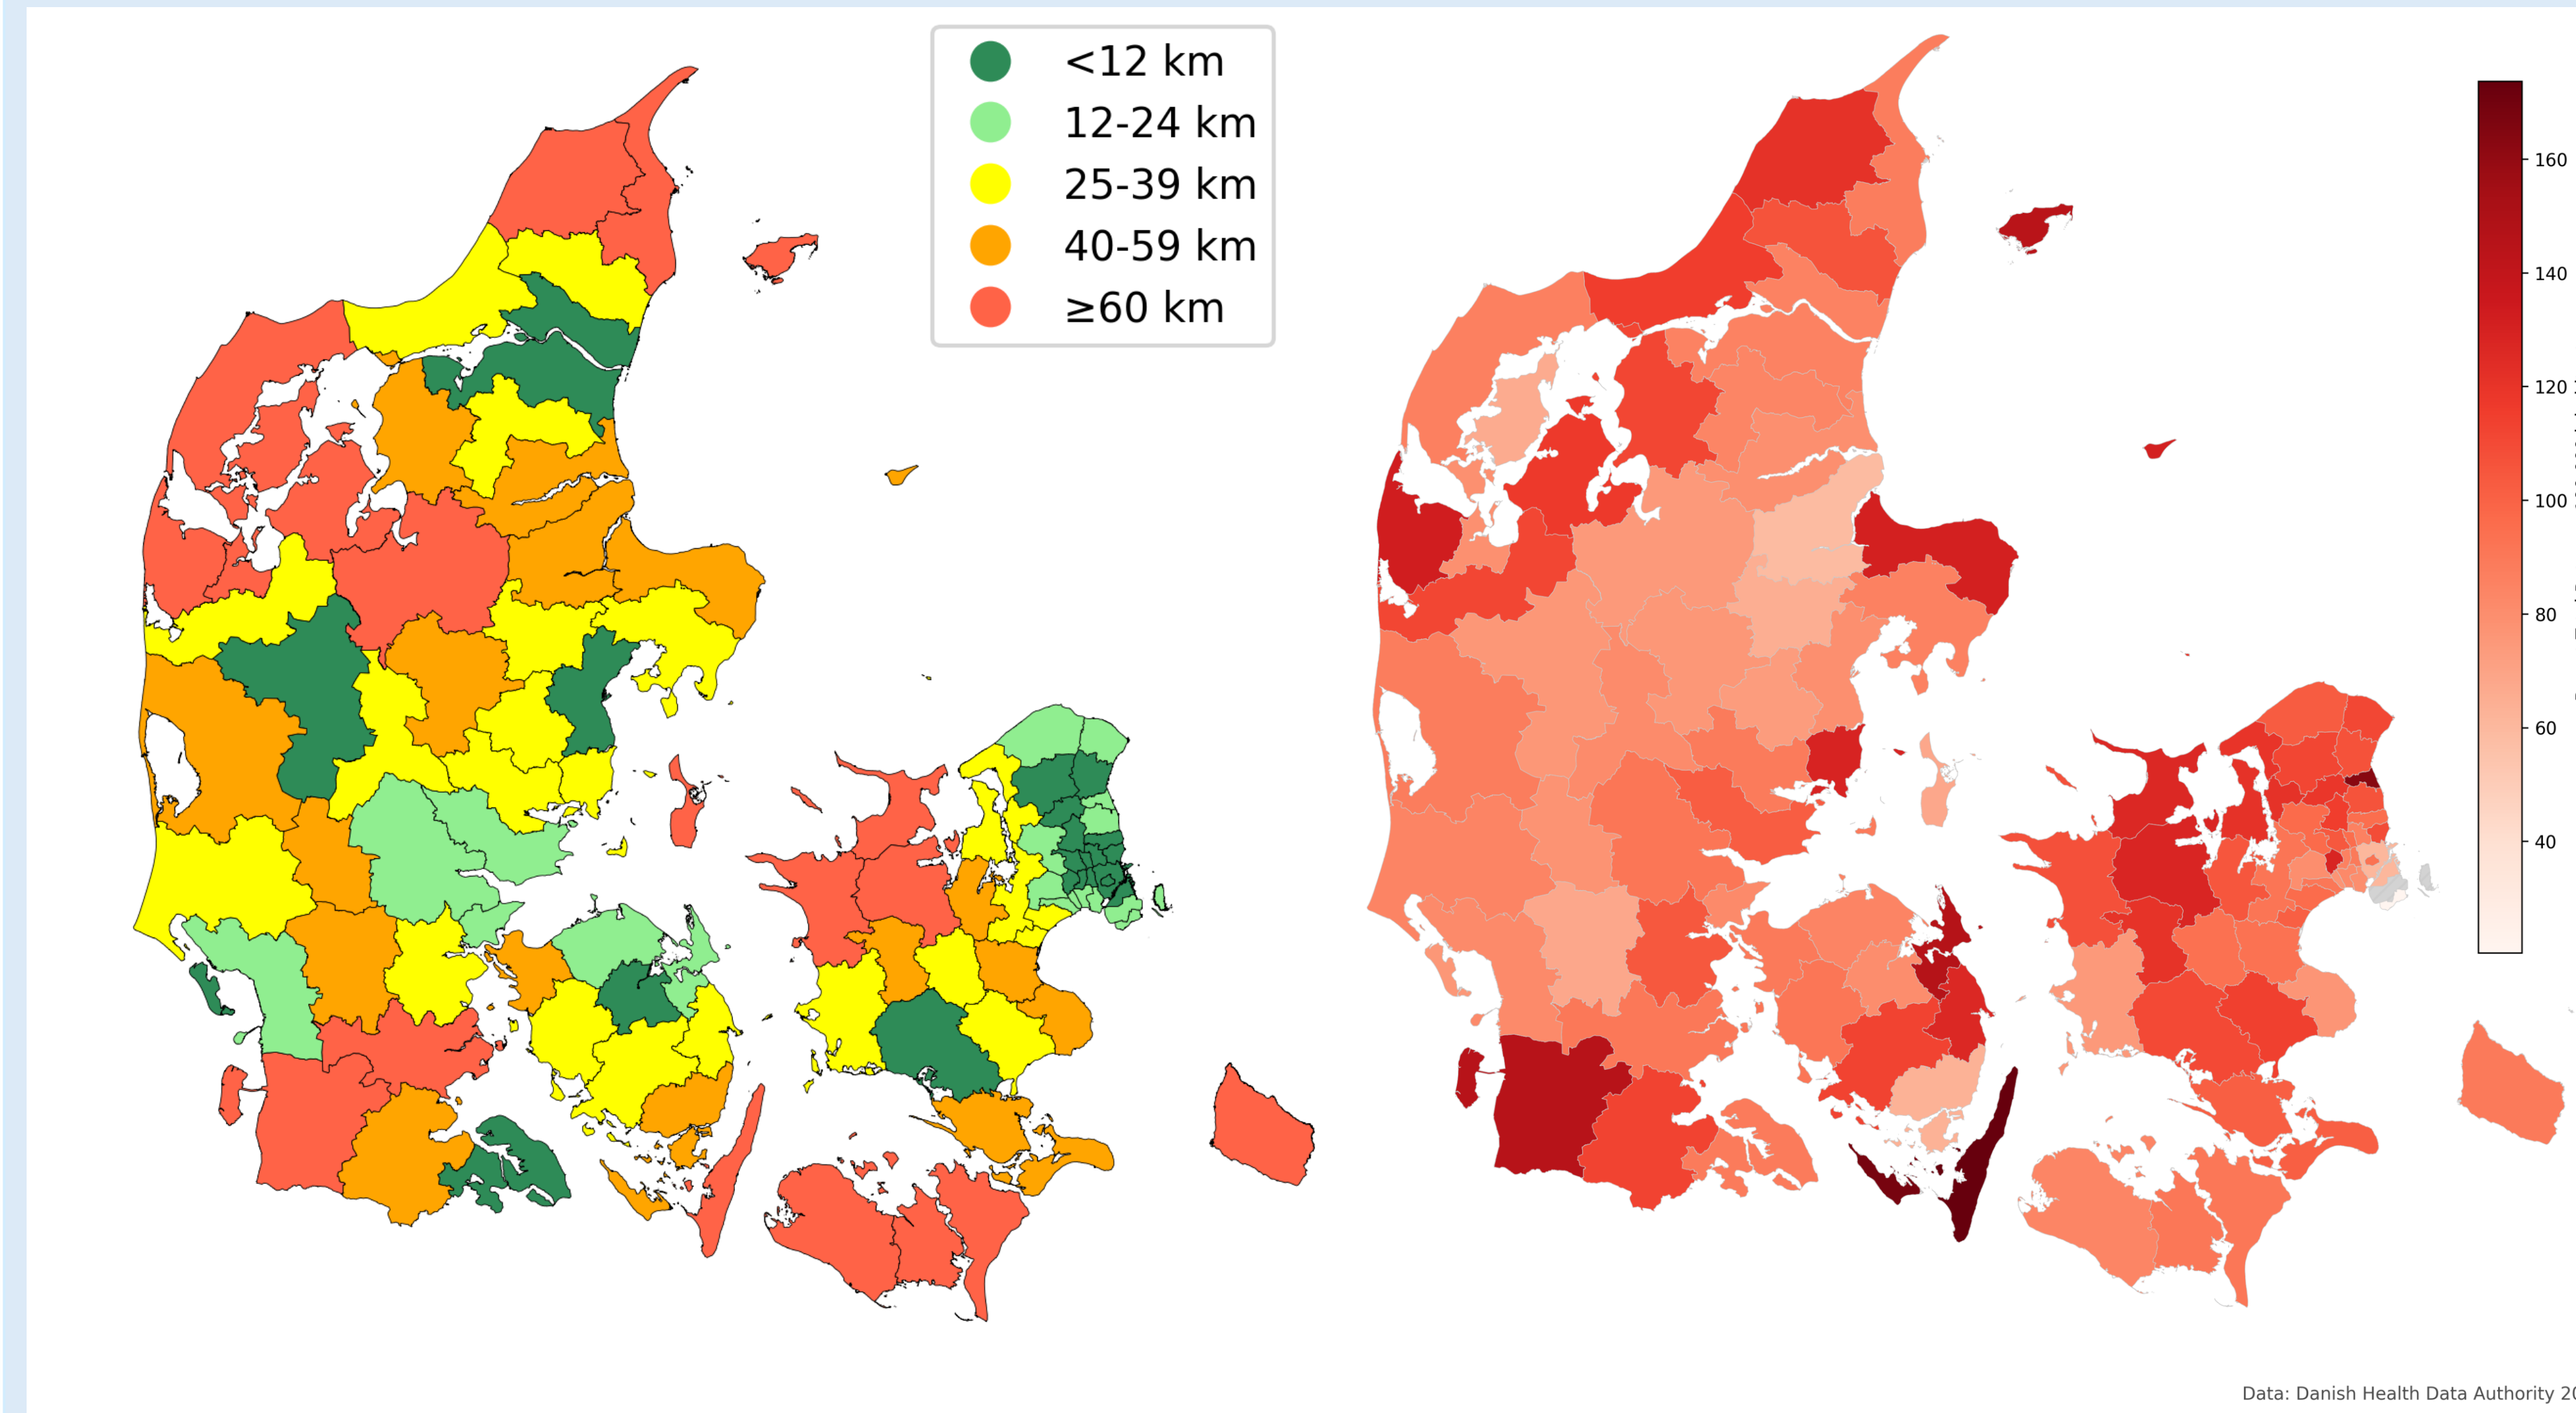 <12 km
12-24 km
25-39 km
40-59 km
≥60 km
160
140
120
100
80
60
40
Data: Danish Health Data Authority 20